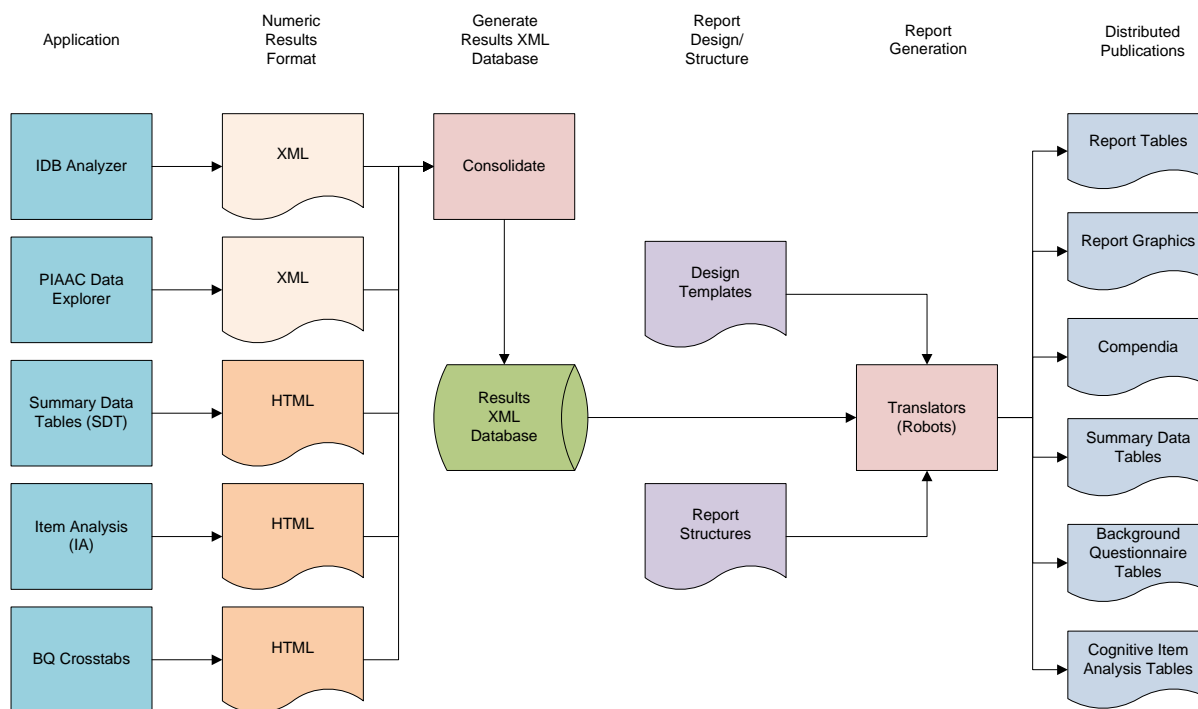 Application
Numeric
Results
Format
Generate
Results XML
Database
Report
Design/
Structure
Report
Generation
Distributed
Publications
IDB Analyzer
XML
Consolidate
Report Tables
PIAAC Data
Explorer
XML
Design
Templates
Report Graphics
Summary Data
Tables (SDT)
HTML
Results
XML
Database
Translators
(Robots)
Compendia
Summary Data
Tables
Item Analysis
(IA)
HTML
Report
Structures
Background
Questionnaire
Tables
BQ Crosstabs
HTML
Cognitive Item
Analysis Tables